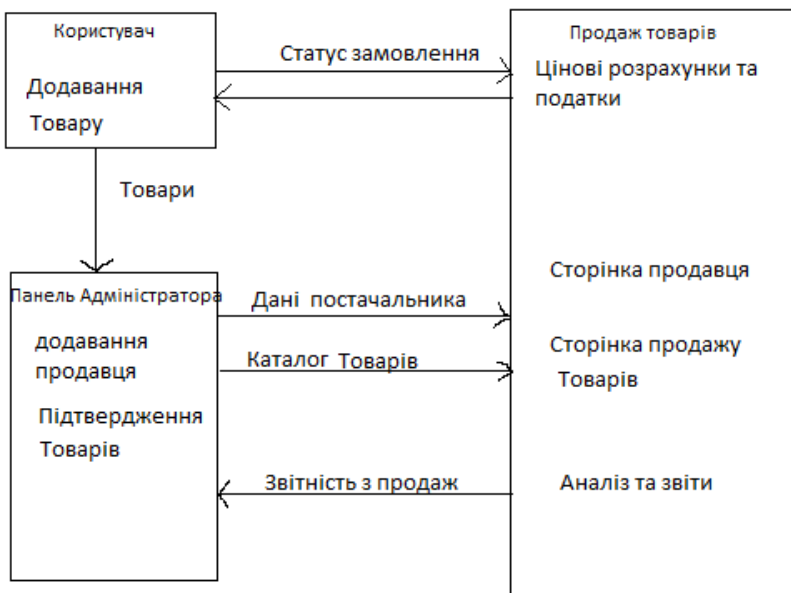 Користувач
Додавання
Товару
Статус замовлення
Продаж товарів
Цінові розрахунки та
податки
Товари
Панель Адміністратора
додавання
продавця
Підтвердження
Товарів
Дані постачальника
Каталог Товарів
Звітність з продаж
Сторінка продавця
Сторінка продажу
Товарів
Аналіз та звіти